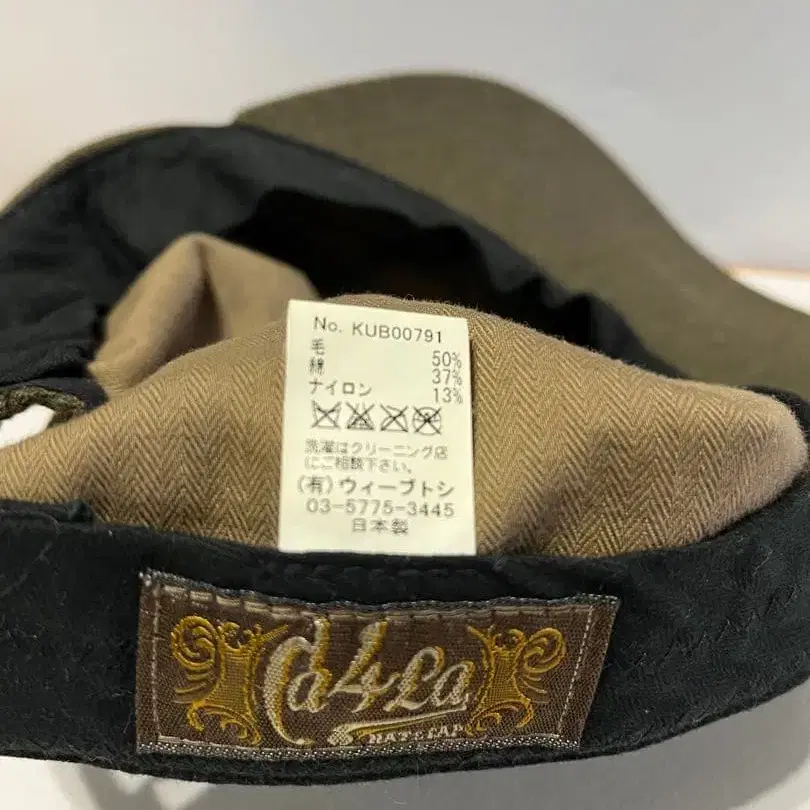 No. KUB00791
毛 50%
綿 37%
ナイロン 13%
洗濯はクリーニング店
にご相談下さい。
(有)ウィーブトシ
03-5775-3445
日本製
Ca4La
HAT&CAP